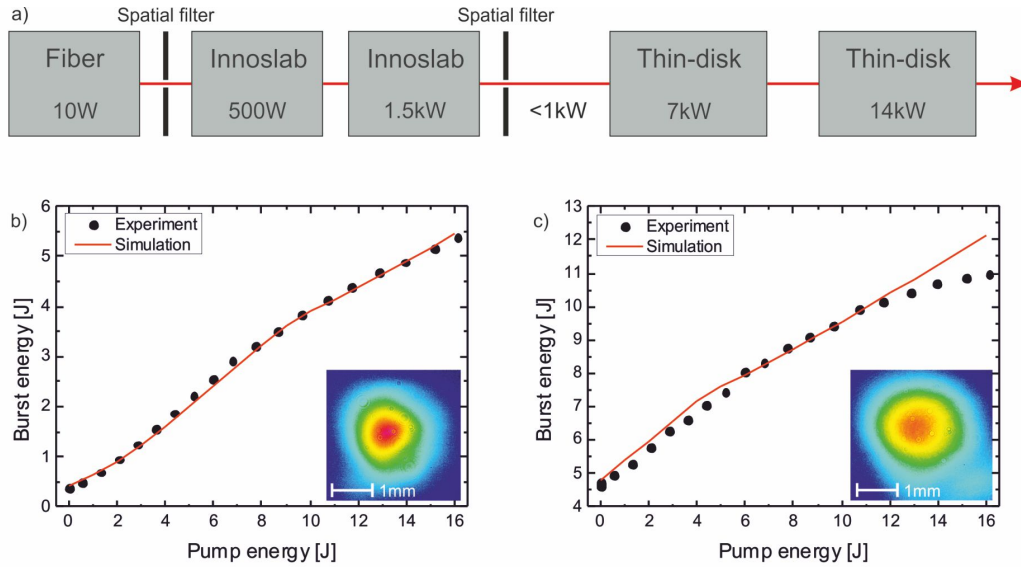 a)
Spatial filter
Spatial filter
Fiber
Innoslab
Innoslab
Thin-disk
Thin-disk
10W
500W
1.5kW
<1kW
7kW
14kW
b)
Experiment
Simulation
Burst energy [J]
6
5
4
3
2
1
0
1mm
0 2 4 6 8 10 12 14 16
Pump energy [J]
c)
Experiment
Simulation
Burst energy [J]
13
12
11
10
9
8
7
6
5
4
1mm
0 2 4 6 8 10 12 14 16
Pump energy [J]